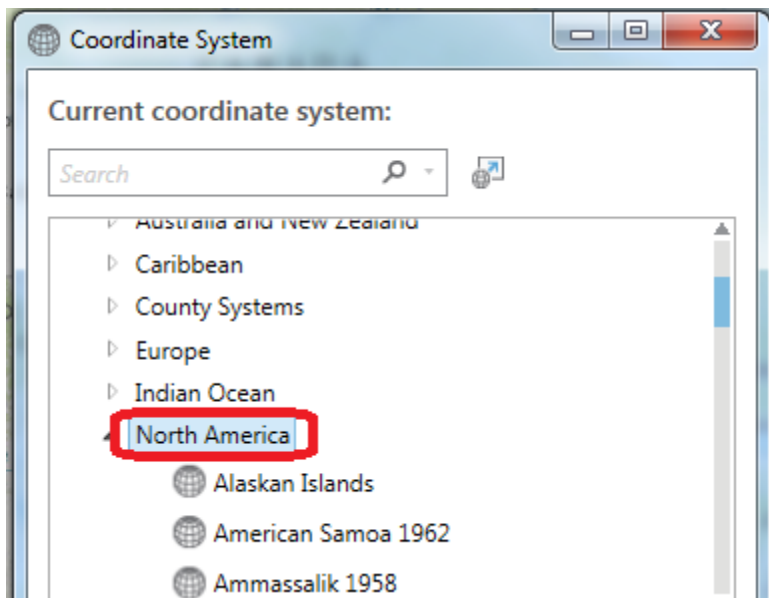 Coordinate System
Current coordinate system:
Search
Australia and New Zealand
Caribbean
County Systems
Europe
Indian Ocean
North America
Alaskan Islands
American Samoa 1962
Ammassalik 1958